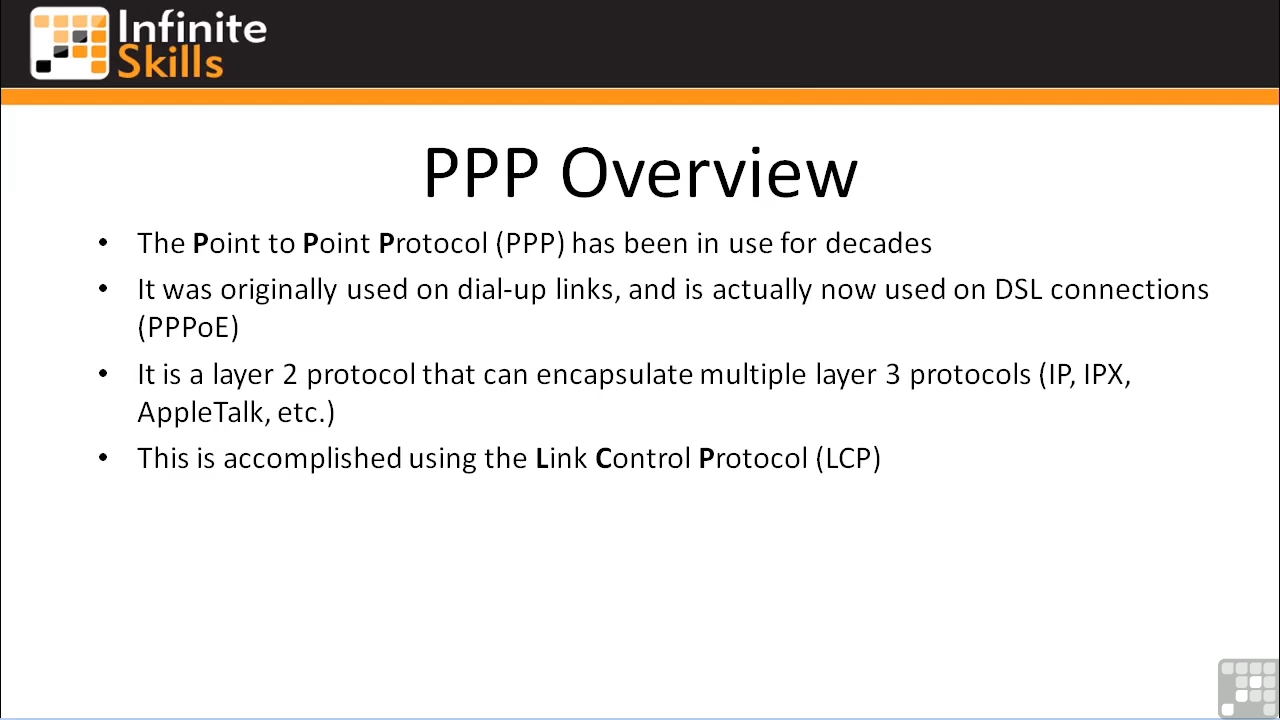 Infinite
Skills
PPP Overview
• The Point to Point Protocol (PPP) has been in use for decades
• It was originally used on dial-up links, and is actually now used on DSL connections
(PPPoE)
• It is a layer 2 protocol that can encapsulate multiple layer 3 protocols (IP, IPX,
AppleTalk, etc.)
• This is accomplished using the Link Control Protocol (LCP)